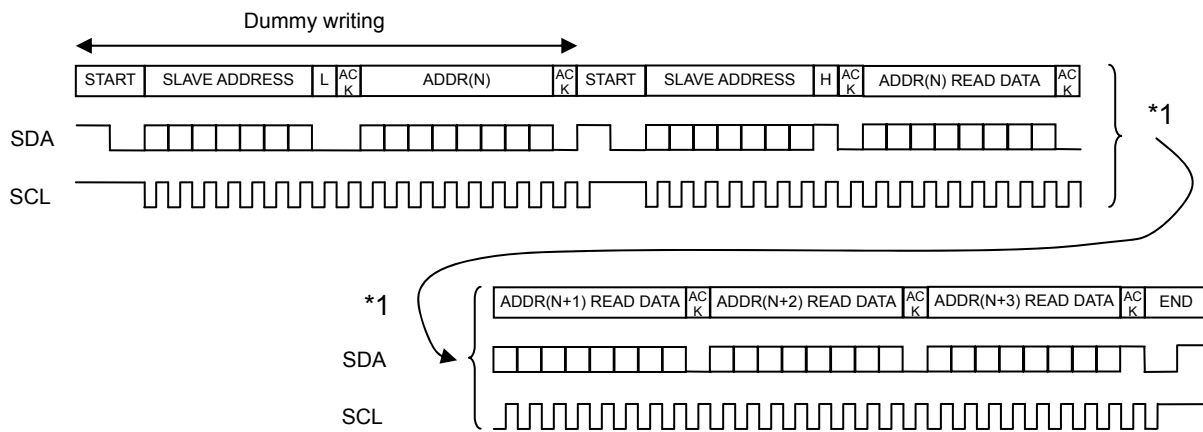 Dummy writing
START SLAVE ADDRESS L ACK ADDR(N) ACK START SLAVE ADDRESS H ACK ADDR(N) READ DATA ACK
*1
SDA
SCL
*1
ADDR(N+1) READ DATA ACK ADDR(N+2) READ DATA ACK ADDR(N+3) READ DATA ACK END
SDA
SCL